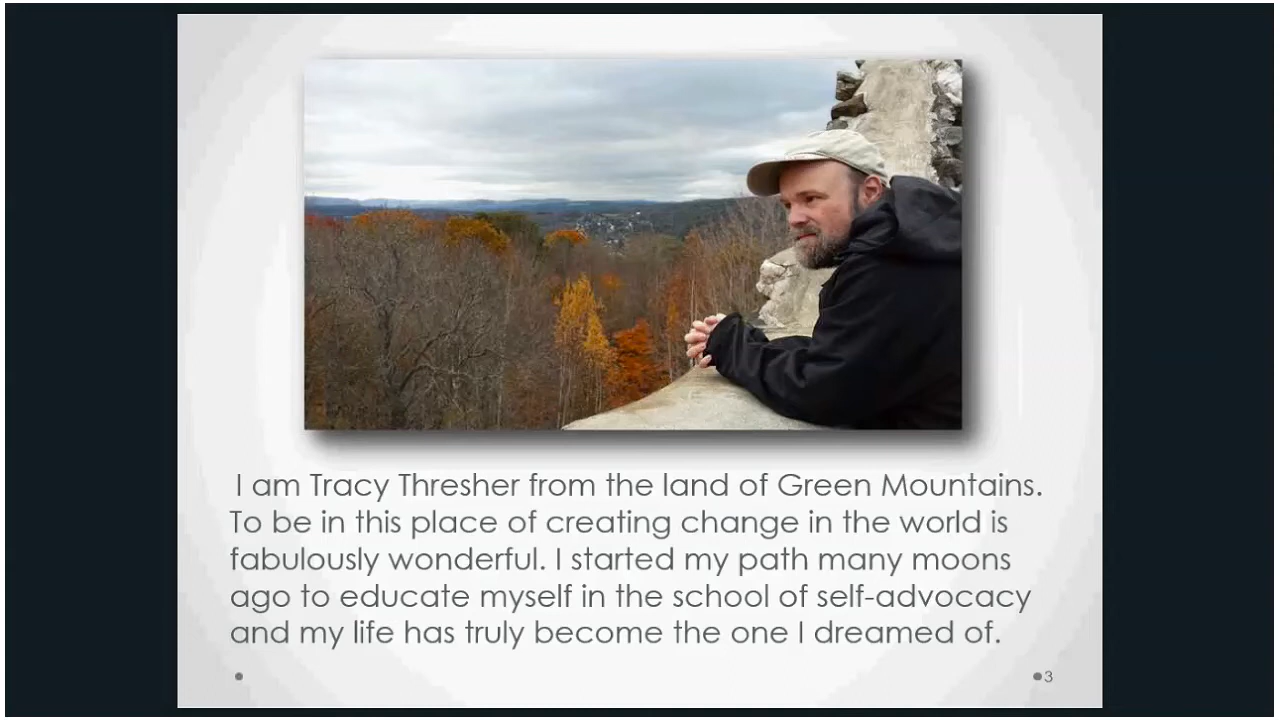 I am Tracy Thresher from the land of Green Mountains.
To be in this place of creating change in the world is
fabulously wonderful. I started my path many moons
ago to educate myself in the school of self-advocacy
and my life has truly become the one I dreamed of.
3